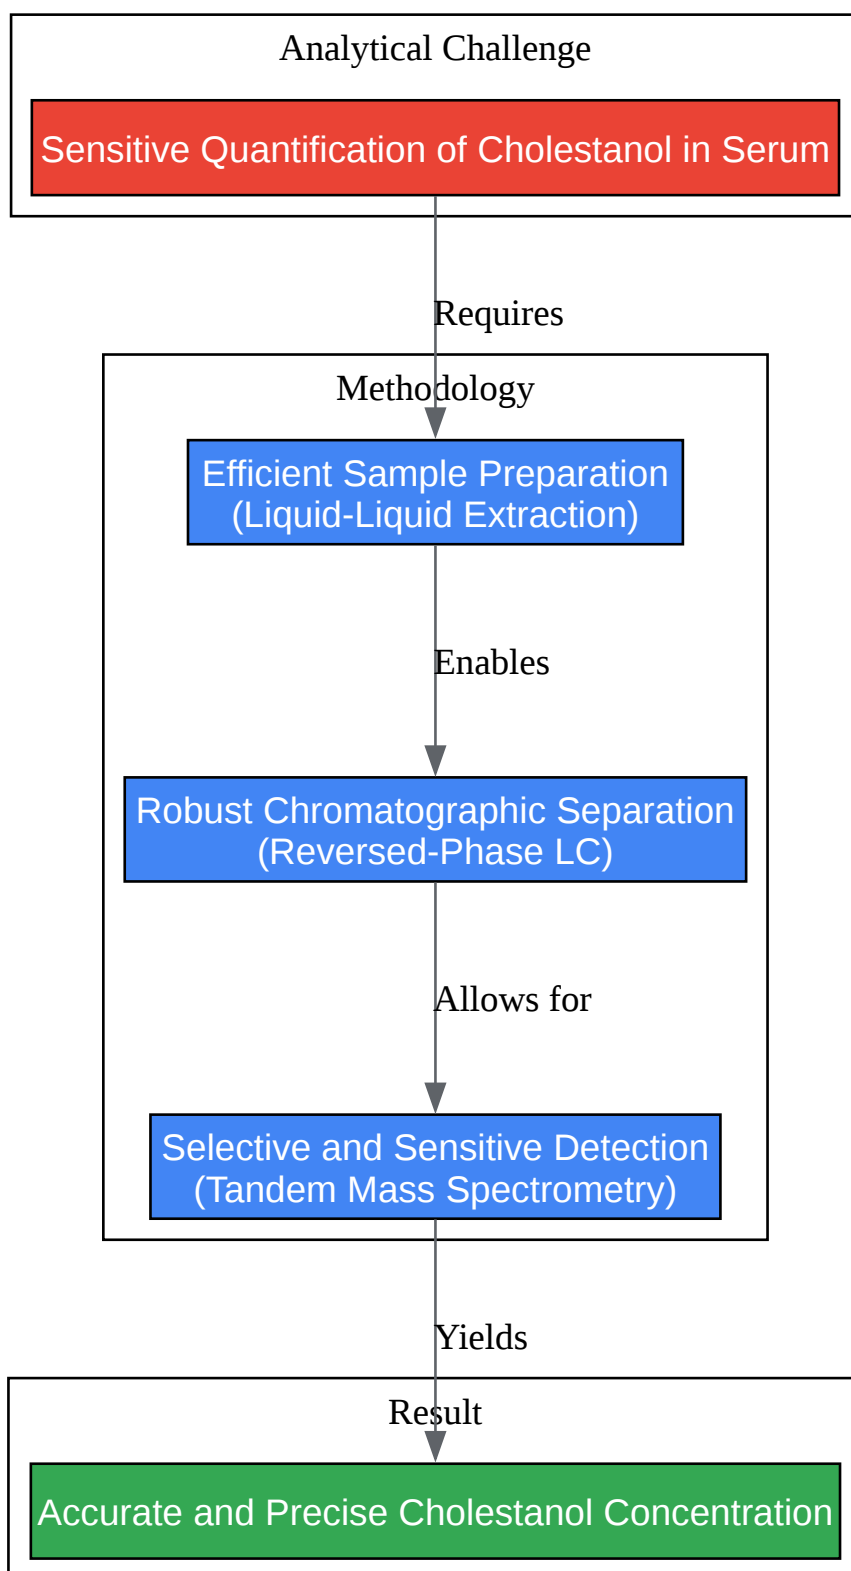 Analytical Challenge
Sensitive Quantification of Cholestanol in Serum
Requires
Methodology
Efficient Sample Preparation
(Liquid-Liquid Extraction)
Enables
Robust Chromatographic Separation
(Reversed-Phase LC)
Allows for
Selective and Sensitive Detection
(Tandem Mass Spectrometry)
Yields
Result
Accurate and Precise Cholestanol Concentration